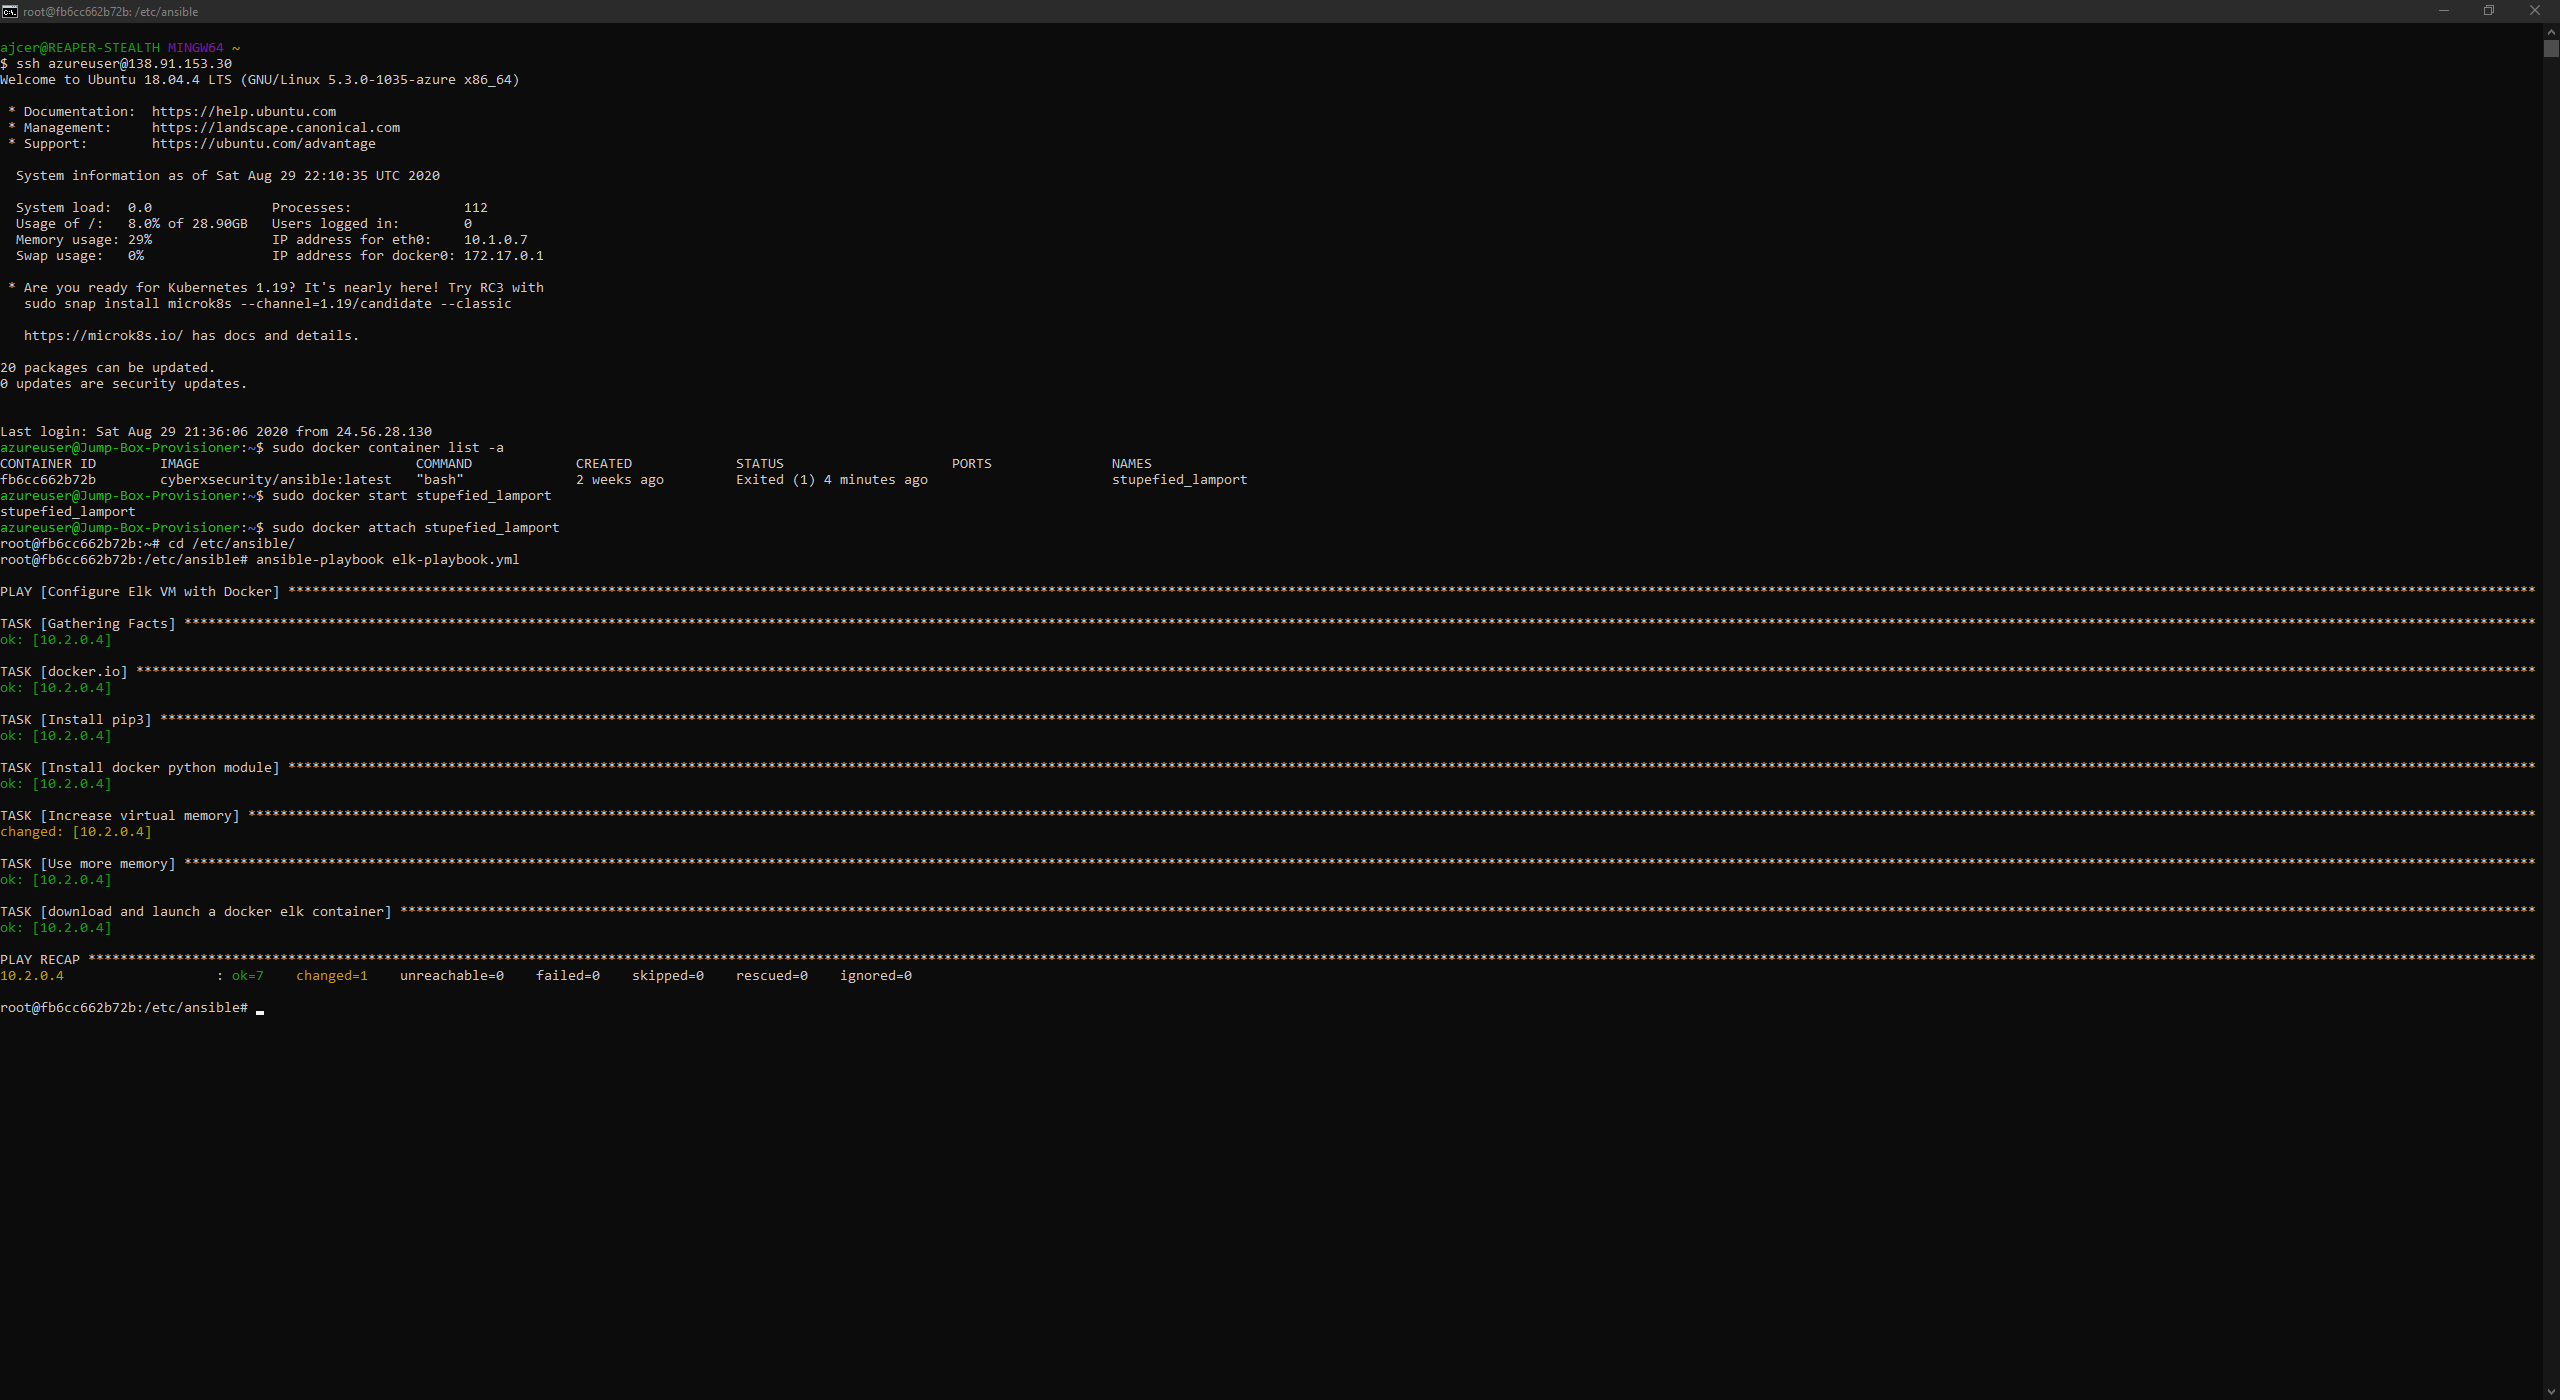 root@fb6cc662b72b: /etc/ansible
ajcer@REAPER-STEALTH MINGW64 ~
$ ssh azureuser@138.91.153.30
Welcome to Ubuntu 18.04.4 LTS (GNU/Linux 5.3.0-1035-azure x86_64)
* Documentation:  https://help.ubuntu.com
* Management:     https://landscape.canonical.com
* Support:        https://ubuntu.com/advantage
System information as of Sat Aug 29 22:10:35 UTC 2020
System load:  0.0               Processes:              112
Usage of /:   8.0% of 28.90GB   Users logged in:        0
Memory usage: 29%               IP address for eth0:    10.1.0.7
Swap usage:   0%                IP address for docker0: 172.17.0.1
* Are you ready for Kubernetes 1.19? It's nearly here! Try RC3 with
sudo snap install microk8s --channel=1.19/candidate --classic
https://microk8s.io/ has docs and details.
20 packages can be updated.
0 updates are security updates.
Last login: Sat Aug 29 21:36:06 2020 from 24.56.28.130
azureuser@Jump-Box-Provisioner:~$ sudo docker container list -a
CONTAINER ID        IMAGE                           COMMAND             CREATED             STATUS                     PORTS               NAMES
fb6cc662b72b        cyberxsecurity/ansible:latest   "bash"              2 weeks ago         Exited (1) 4 minutes ago                       stupefied_lamport
azureuser@Jump-Box-Provisioner:~$ sudo docker start stupefied_lamport
stupefied_lamport
azureuser@Jump-Box-Provisioner:~$ sudo docker attach stupefied_lamport
root@fb6cc662b72b:~# cd /etc/ansible/
root@fb6cc662b72b:/etc/ansible# ansible-playbook elk-playbook.yml
PLAY [Configure Elk VM with Docker] ****
TASK [Gathering Facts] ****
ok: [10.2.0.4]
TASK [docker.io] ****
ok: [10.2.0.4]
TASK [Install pip3] ****
ok: [10.2.0.4]
TASK [Install docker python module] ****
ok: [10.2.0.4]
TASK [Increase virtual memory] ****
changed: [10.2.0.4]
TASK [Use more memory] ****
ok: [10.2.0.4]
TASK [download and launch a docker elk container] ****
ok: [10.2.0.4]
PLAY RECAP ****
10.2.0.4                   : ok=7    changed=1    unreachable=0    failed=0    skipped=0    rescued=0    ignored=0
root@fb6cc662b72b:/etc/ansible#